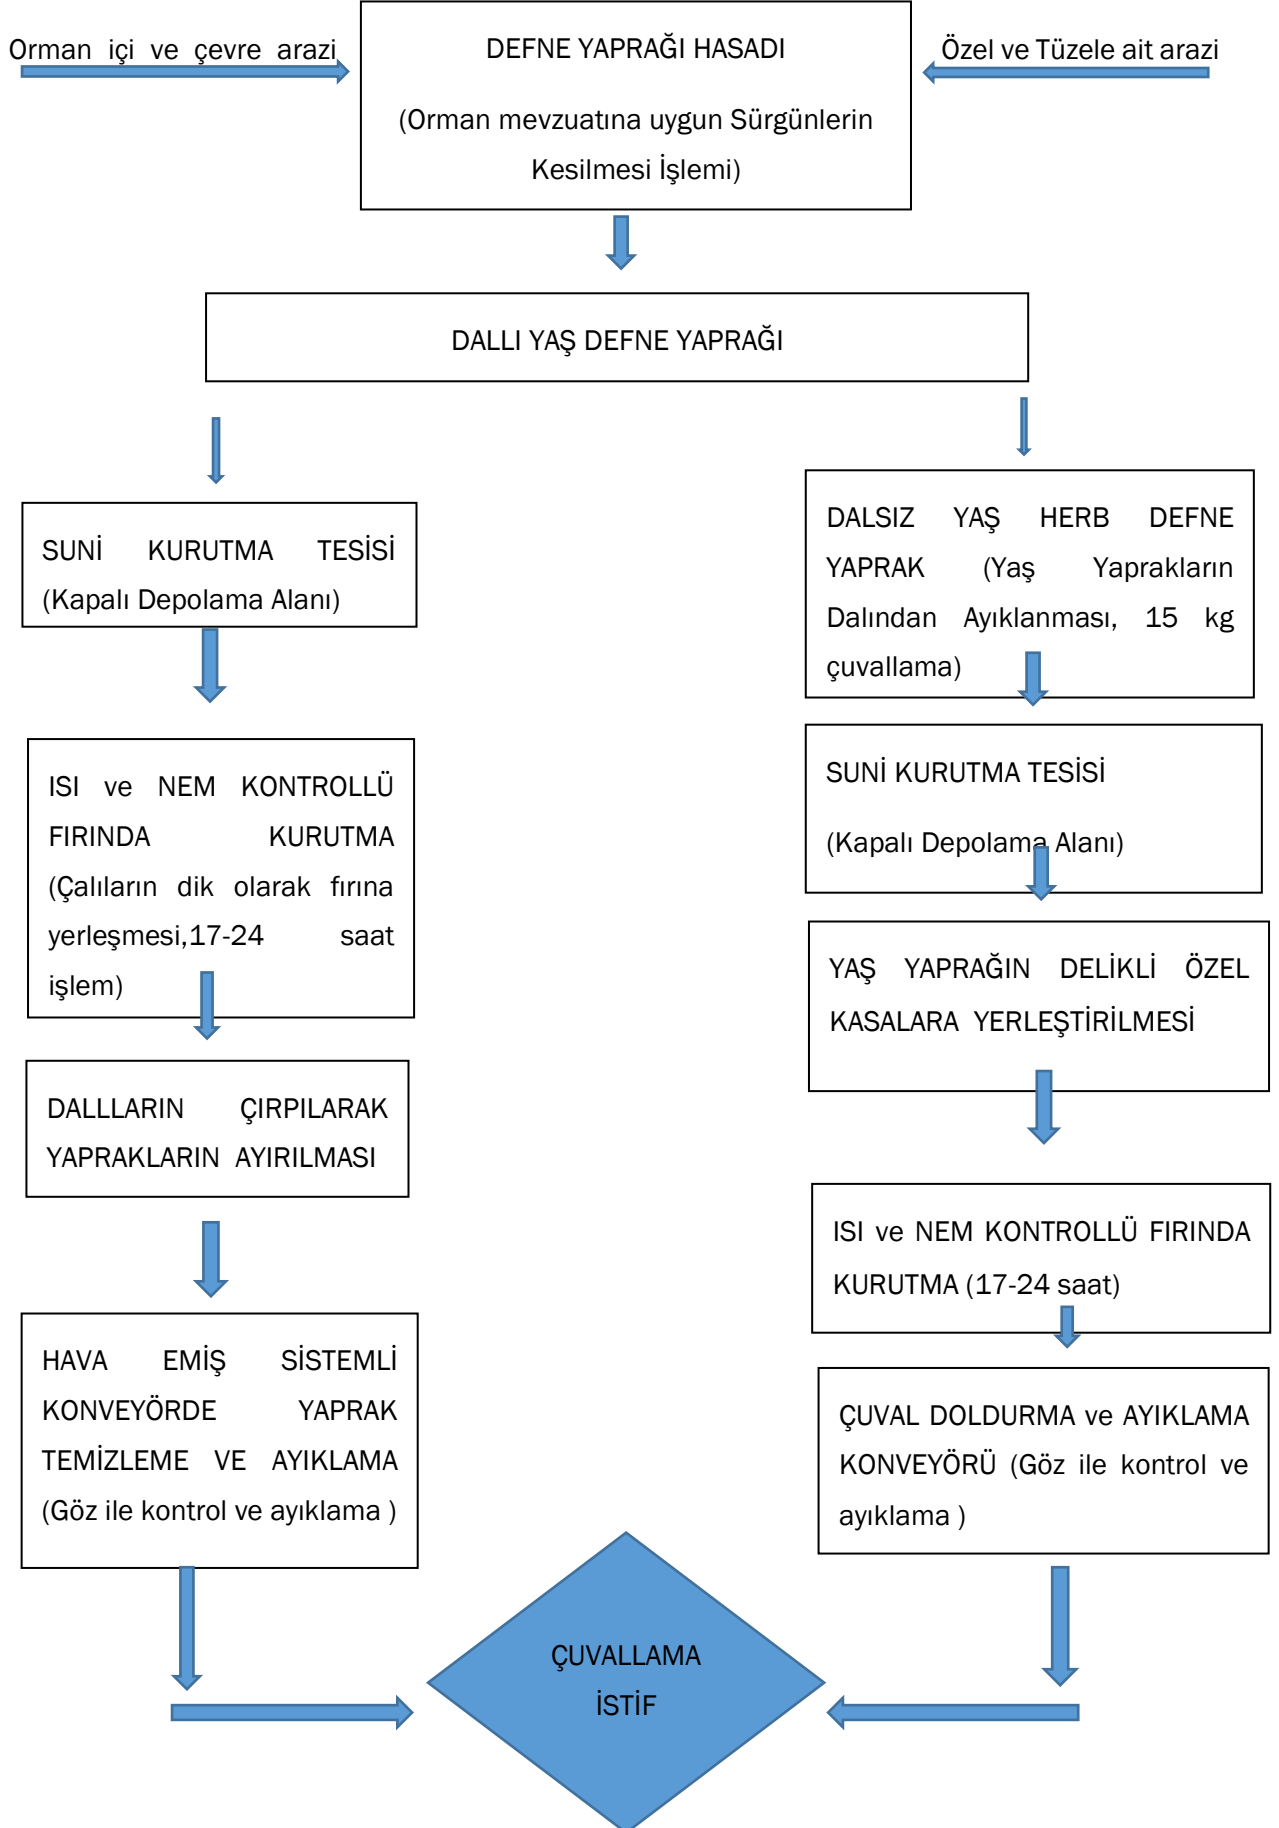 Orman içi ve çevre arazi
DEFNE YAPRAĞI HASADI
(Orman mevzuatına uygun Sürgünlerin
Kesilmesi İşlemi)
Özel ve Tüzele ait arazi
DALLI YAŞ DEFNE YAPRAĞI
SUNİ KURUTMA TESİSİ
(Kapalı Depolama Alanı)
ISI ve NEM KONTROLLÜ
FIRINDA KURUTMA
(Çalıların dik olarak fırına
yerleşmesi,17-24 saat
işlem)
DALLLARIN ÇIRPILARAK
YAPRAKLARIN AYIRILMASI
HAVA EMİŞ SİSTEMLİ
KONVEYÖRDE YAPRAK
TEMİZLEME VE AYIKLAMA
(Göz ile kontrol ve ayıklama )
DALSIZ YAŞ HERB DEFNE
YAPRAK (Yaş Yaprakların
Dalından Ayıklanması, 15 kg
çuvallama)
SUNİ KURUTMA TESİSİ
(Kapalı Depolama Alanı)
YAŞ YAPRAĞIN DELİKLİ ÖZEL
KASALARA YERLEŞTİRİLMESİ
ISI ve NEM KONTROLLÜ FIRINDA
KURUTMA (17-24 saat)
ÇUVAL DOLDURMA ve AYIKLAMA
KONVEYÖRÜ (Göz ile kontrol ve
ayıklama )
ÇUVALLAMA
İSTİF